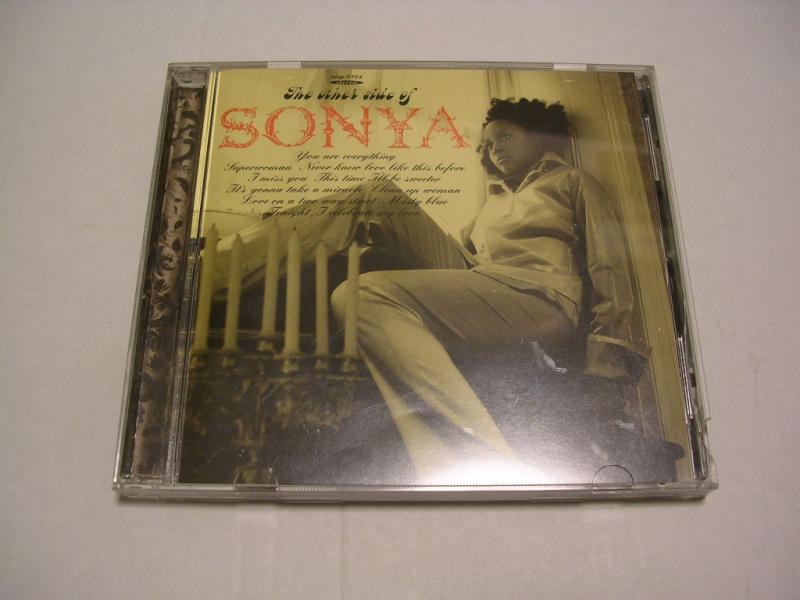 stereo
The other side of
SONYA
You are everything
Superwoman Never knew love like this before
I miss you This time I'll be sweeter
It's gonna take a miracle Clean up woman
Love on a two way street Misty blue
Tonight, I celebrate my love